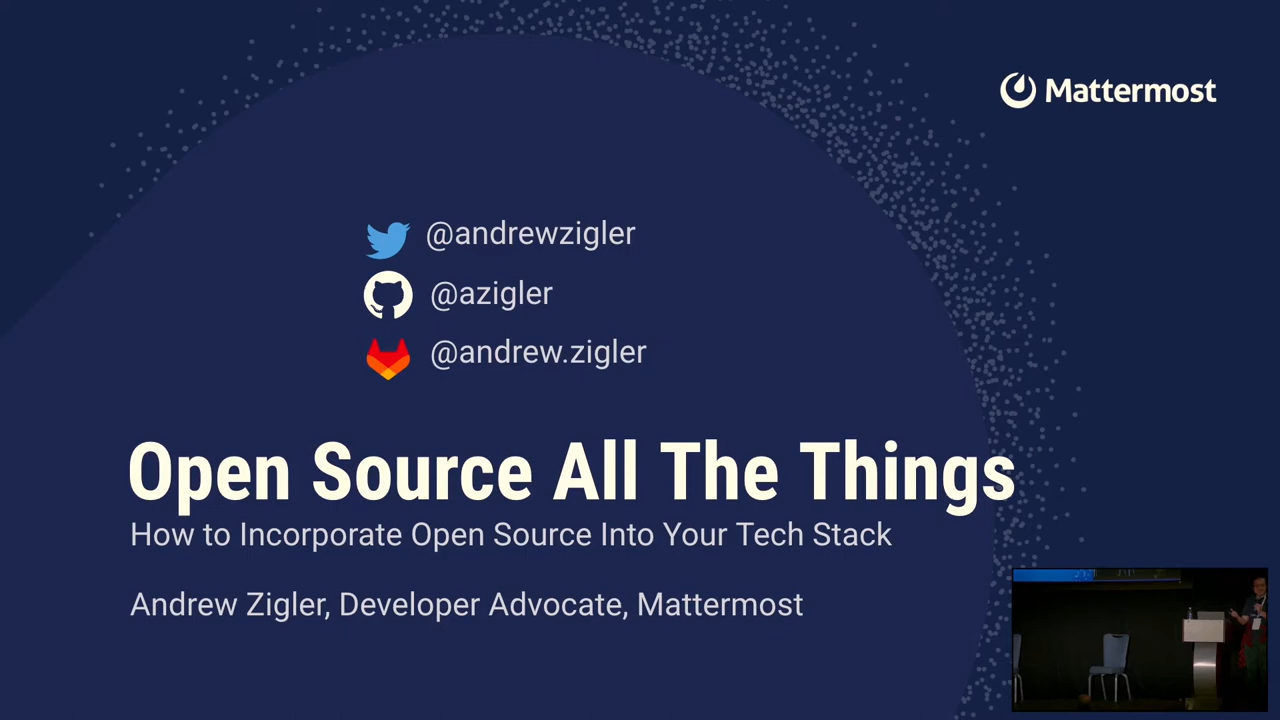 Mattermost
@andrewzigler
@azigler
@andrew.zigler
Open Source All The Things
How to Incorporate Open Source Into Your Tech Stack
Andrew Zigler, Developer Advocate, Mattermost